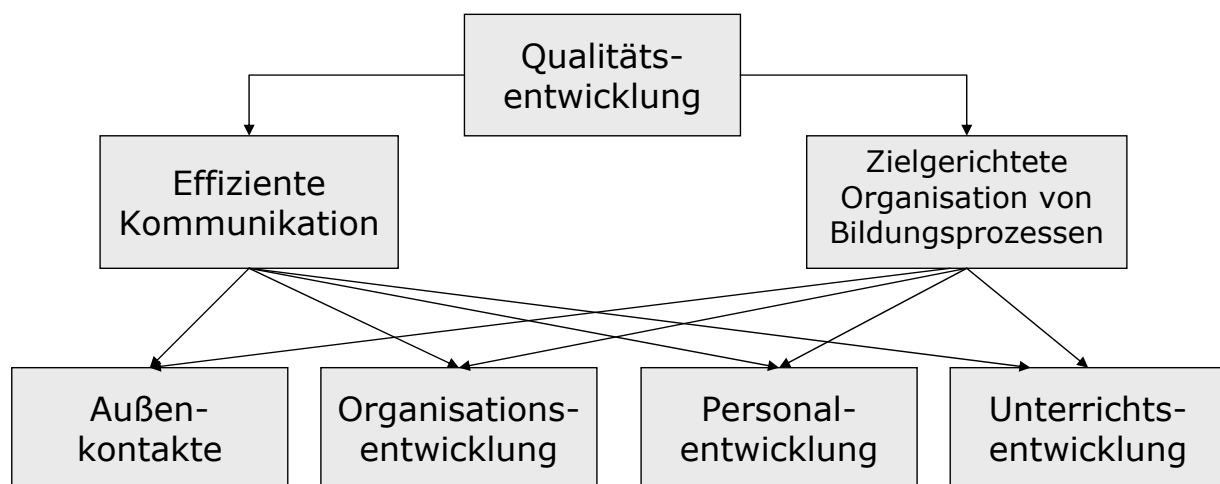 Qualitäts-
entwicklung
Effiziente
Kommunikation
Zielgerichtete
Organisation von
Bildungsprozessen
Außen-
kontakte
Organisations-
entwicklung
Personal-
entwicklung
Unterrichts-
entwicklung